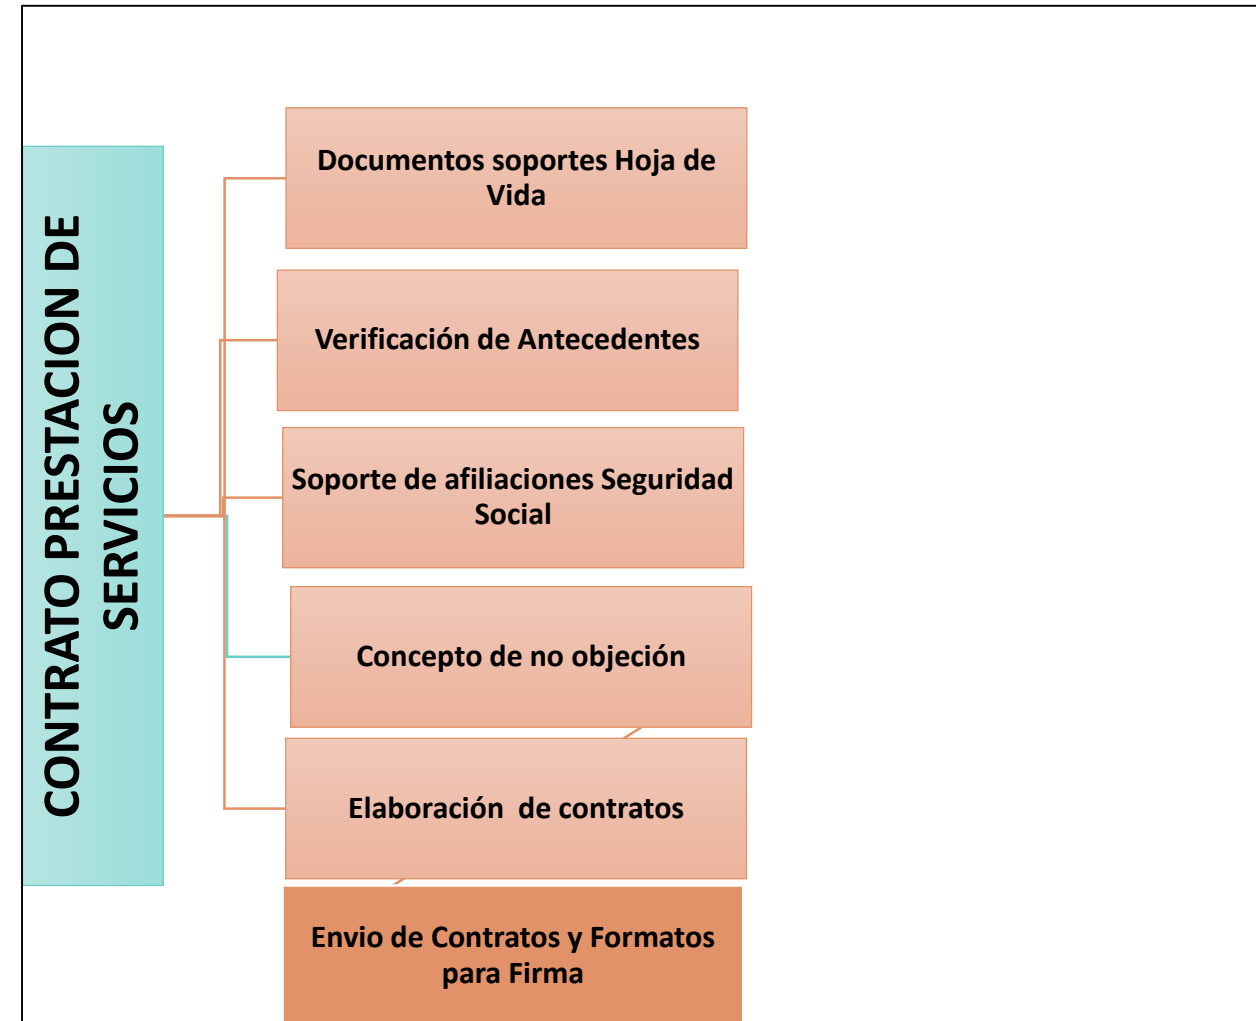 CONTRATO PRESTACION DE
SERVICIOS
Documentos soportes Hoja de
Vida
Verificación de Antecedentes
Soporte de afiliaciones Seguridad
Social
Concepto de no objeción
Elaboración  de contratos
Envio de Contratos y Formatos
para Firma